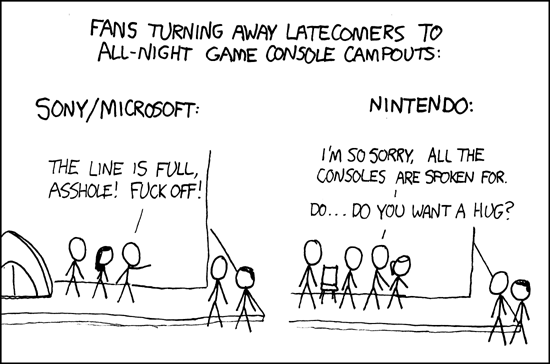 FANS TURNING AWAY LATECOMERS TO
ALL-NIGHT GAME CONSOLE CAMPOUTS:
SONY/MICROSOFT:
THE LINE IS FULL,
ASSHOLE! FUCK OFF!
NINTENDO:
I'M SO SORRY, ALL THE
CONSOLES ARE SPOKEN FOR.
DO... DO YOU WANT A HUG?